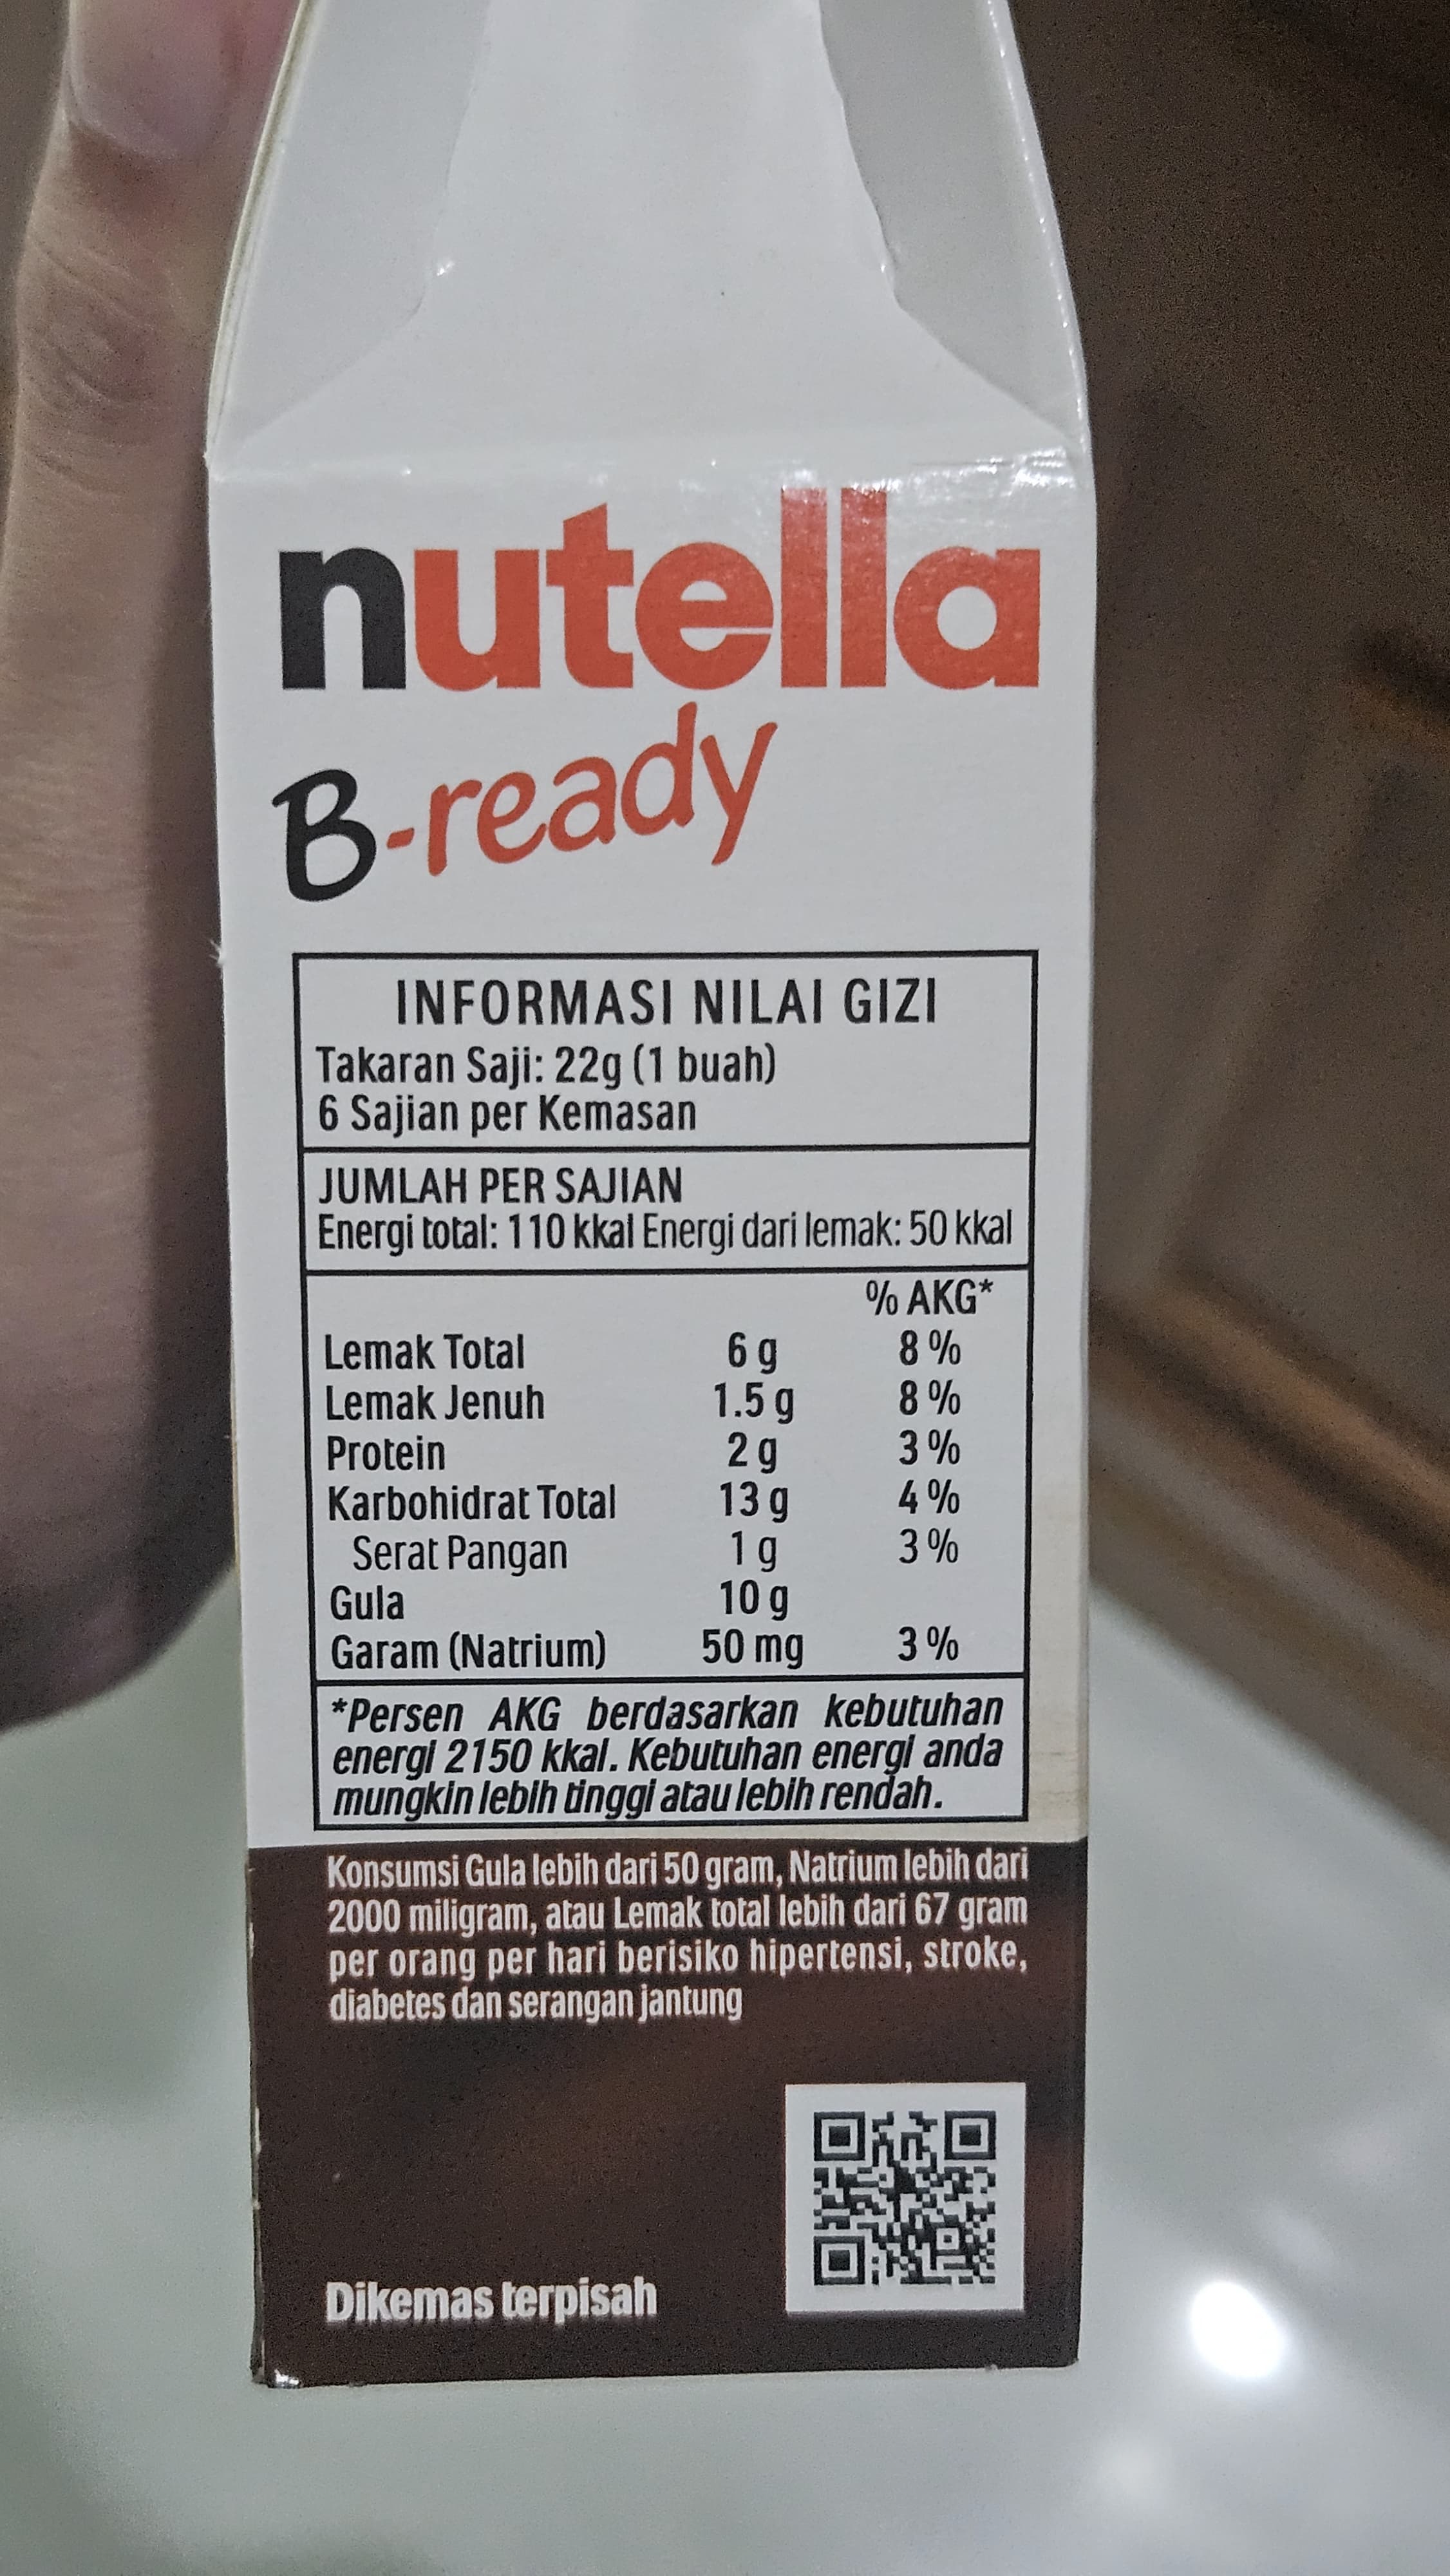 nutella
B-ready
INFORMASI NILAI GIZI
Takaran Saji: 22g (1 buah)
6 Sajian per Kemasan
JUMLAH PER SAJIAN
Energi total: 110 kkal Energi dari lemak: 50 kkal
% AKG*
Lemak Total 6 g 8 %
Lemak Jenuh 1.5 g 8 %
Protein 2 g 3 %
Karbohidrat Total 13 g 4 %
Serat Pangan 1 g 3 %
Gula 10 g
Garam (Natrium) 50 mg 3 %
*Persen AKG berdasarkan kebutuhan
energi 2150 kkal. Kebutuhan energi anda
mungkin lebih tinggi atau lebih rendah.
Konsumsi Gula lebih dari 50 gram, Natrium lebih dari
2000 miligram, atau Lemak total lebih dari 67 gram
per orang per hari berisiko hipertensi, stroke,
diabetes dan serangan jantung
Dikemas terpisah